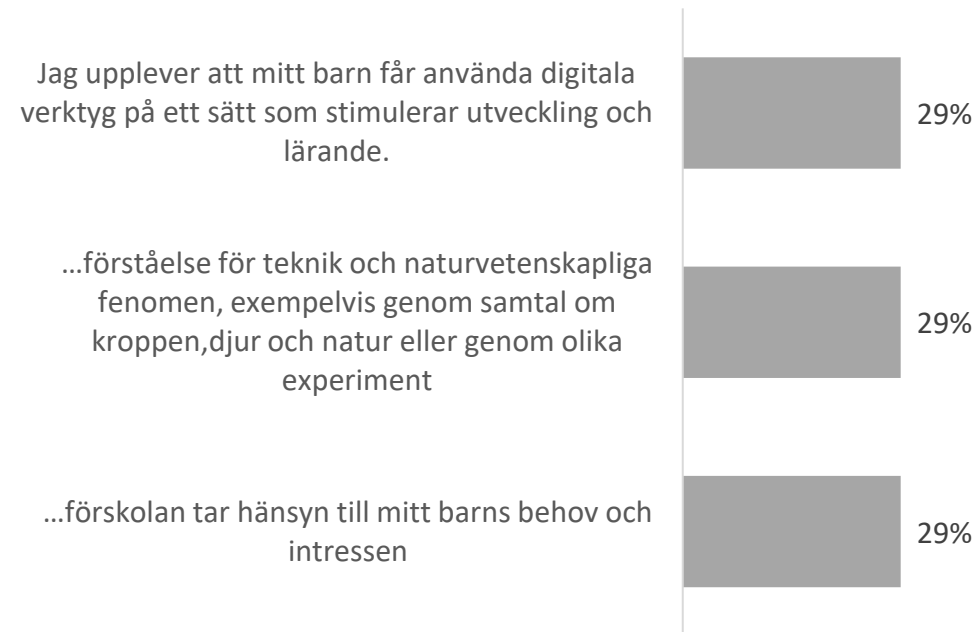 Jag upplever att mitt barn får använda digitala
verktyg på ett sätt som stimulerar utveckling och
lärande.
29%
…förståelse för teknik och naturvetenskapliga
fenomen, exempelvis genom samtal om
kroppen,djur och natur eller genom olika
experiment
29%
…förskolan tar hänsyn till mitt barns behov och
intressen
29%